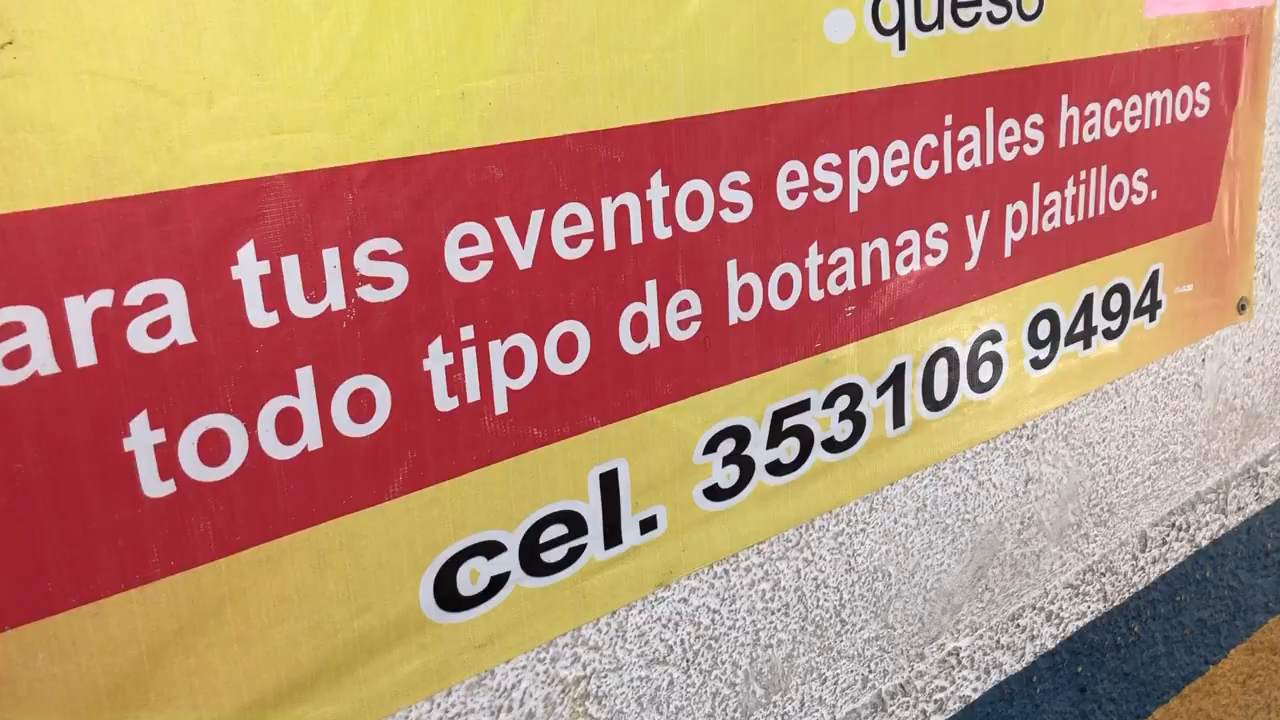 • queso
ara tus eventos especiales hacemos
todo tipo de botanas y platillos.
cel. 353106 9494